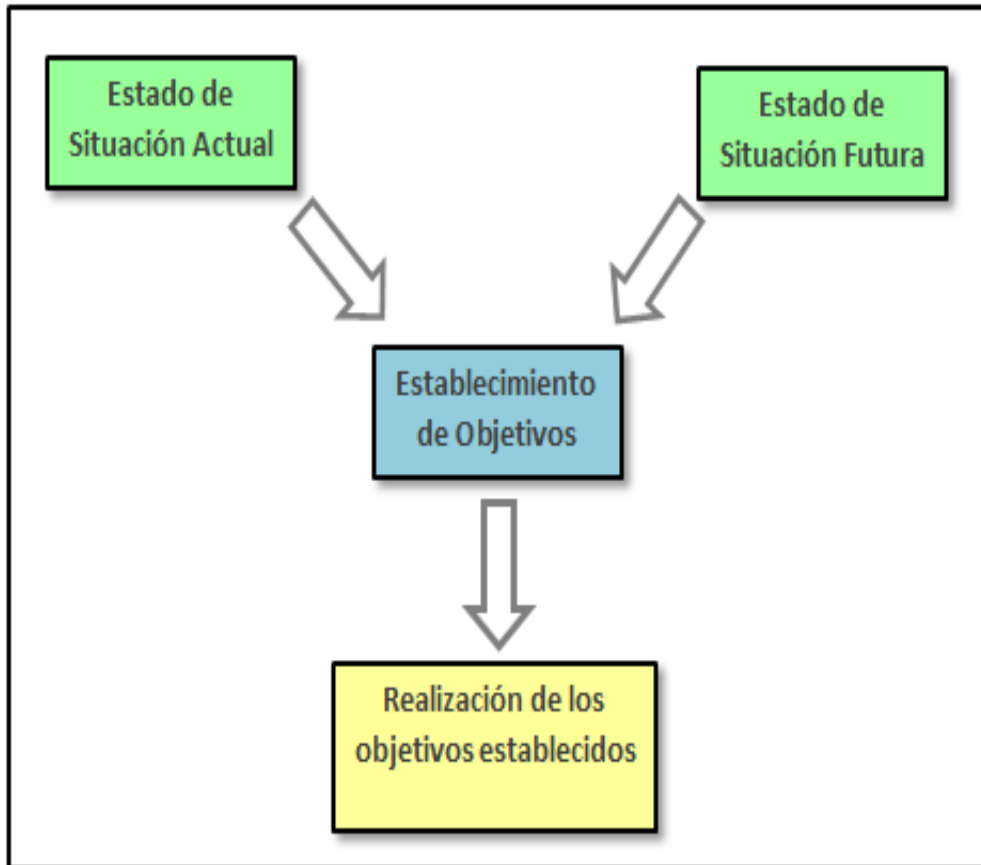 Estado de
Situación Actual
Estado de
Situación Futura
Establecimiento
de Objetivos
Realización de los
objetivos establecidos